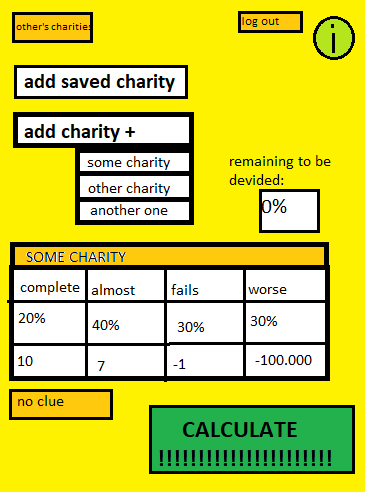 other's charities
log out
i
add saved charity
add charity +
some charity
other charity
another one
remaining to be
devided:
0%
SOME CHARITY
complete almost fails worse
20% 40% 30% 30%
10 7 -1 -100.000
no clue
CALCULATE
!!!!!!!!!!!!!!!!!!!!!!